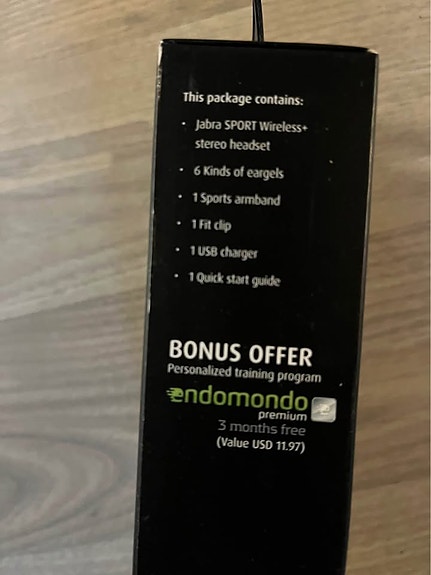 This package contains:
· Jabra SPORT Wireless+
stereo headset
· 6 Kinds of eargels
· 1 Sports armband
· 1 Fit clip
· 1 USB charger
· 1 Quick start guide
BONUS OFFER
Personalized training program
endomondo
premium
3 months free
(Value USD 11.97)